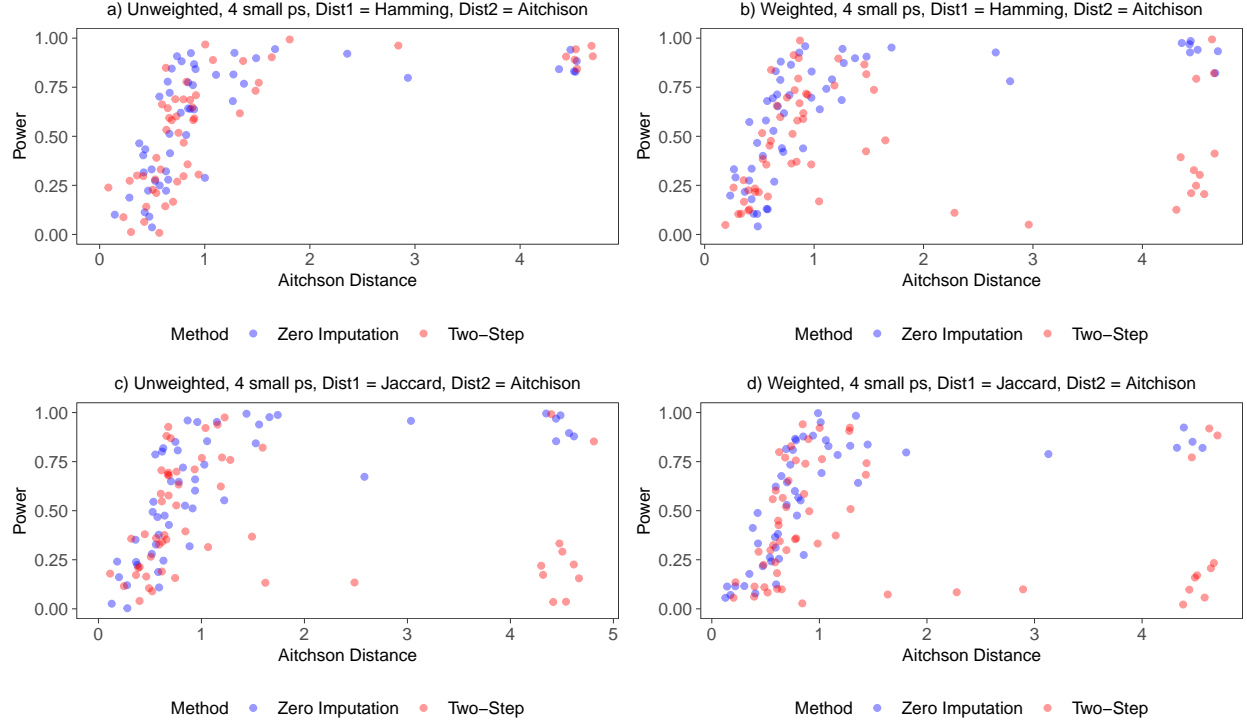 a) Unweighted, 4 small ps, Dist1 = Hamming, Dist2 = Aitchison
1.00
0.75
0.50
0.25
0.00
Power
0 1 2 3 4
Aitchson Distance
Method Zero Imputation Two−Step
b) Weighted, 4 small ps, Dist1 = Hamming, Dist2 = Aitchison
1.00
0.75
0.50
0.25
0.00
Power
0 1 2 3 4
Aitchson Distance
Method Zero Imputation Two−Step
c) Unweighted, 4 small ps, Dist1 = Jaccard, Dist2 = Aitchison
1.00
0.75
0.50
0.25
0.00
Power
0 1 2 3 4 5
Aitchson Distance
Method Zero Imputation Two−Step
d) Weighted, 4 small ps, Dist1 = Jaccard, Dist2 = Aitchison
1.00
0.75
0.50
0.25
0.00
Power
0 1 2 3 4
Aitchson Distance
Method Zero Imputation Two−Step